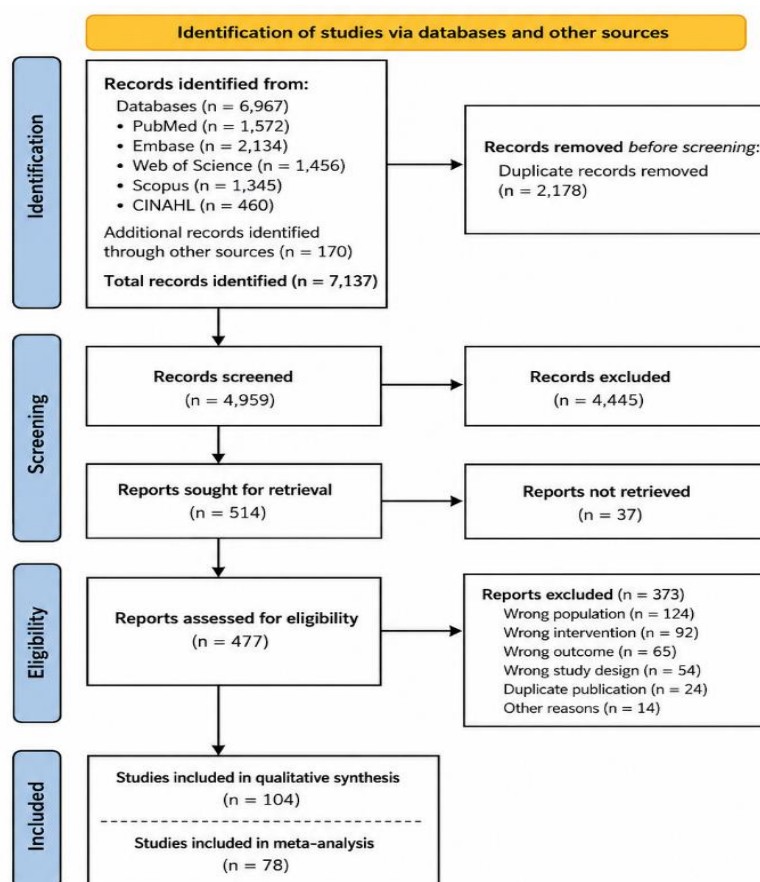 Identification of studies via databases and other sources
Identification
Records identified from:
Databases (n = 6,967)
• PubMed (n = 1,572)
• Embase (n = 2,134)
• Web of Science (n = 1,456)
• Scopus (n = 1,345)
• CINAHL (n = 460)
Additional records identified
through other sources (n = 170)
Total records identified (n = 7,137)
Records removed before screening:
Duplicate records removed
(n = 2,178)
Screening
Records screened
(n = 4,959)
Records excluded
(n = 4,445)
Reports sought for retrieval
(n = 514)
Reports not retrieved
(n = 37)
Eligibility
Reports assessed for eligibility
(n = 477)
Reports excluded (n = 373)
Wrong population (n = 124)
Wrong intervention (n = 92)
Wrong outcome (n = 65)
Wrong study design (n = 54)
Duplicate publication (n = 24)
Other reasons (n = 14)
Included
Studies included in qualitative synthesis
(n = 104)
Studies included in meta-analysis
(n = 78)